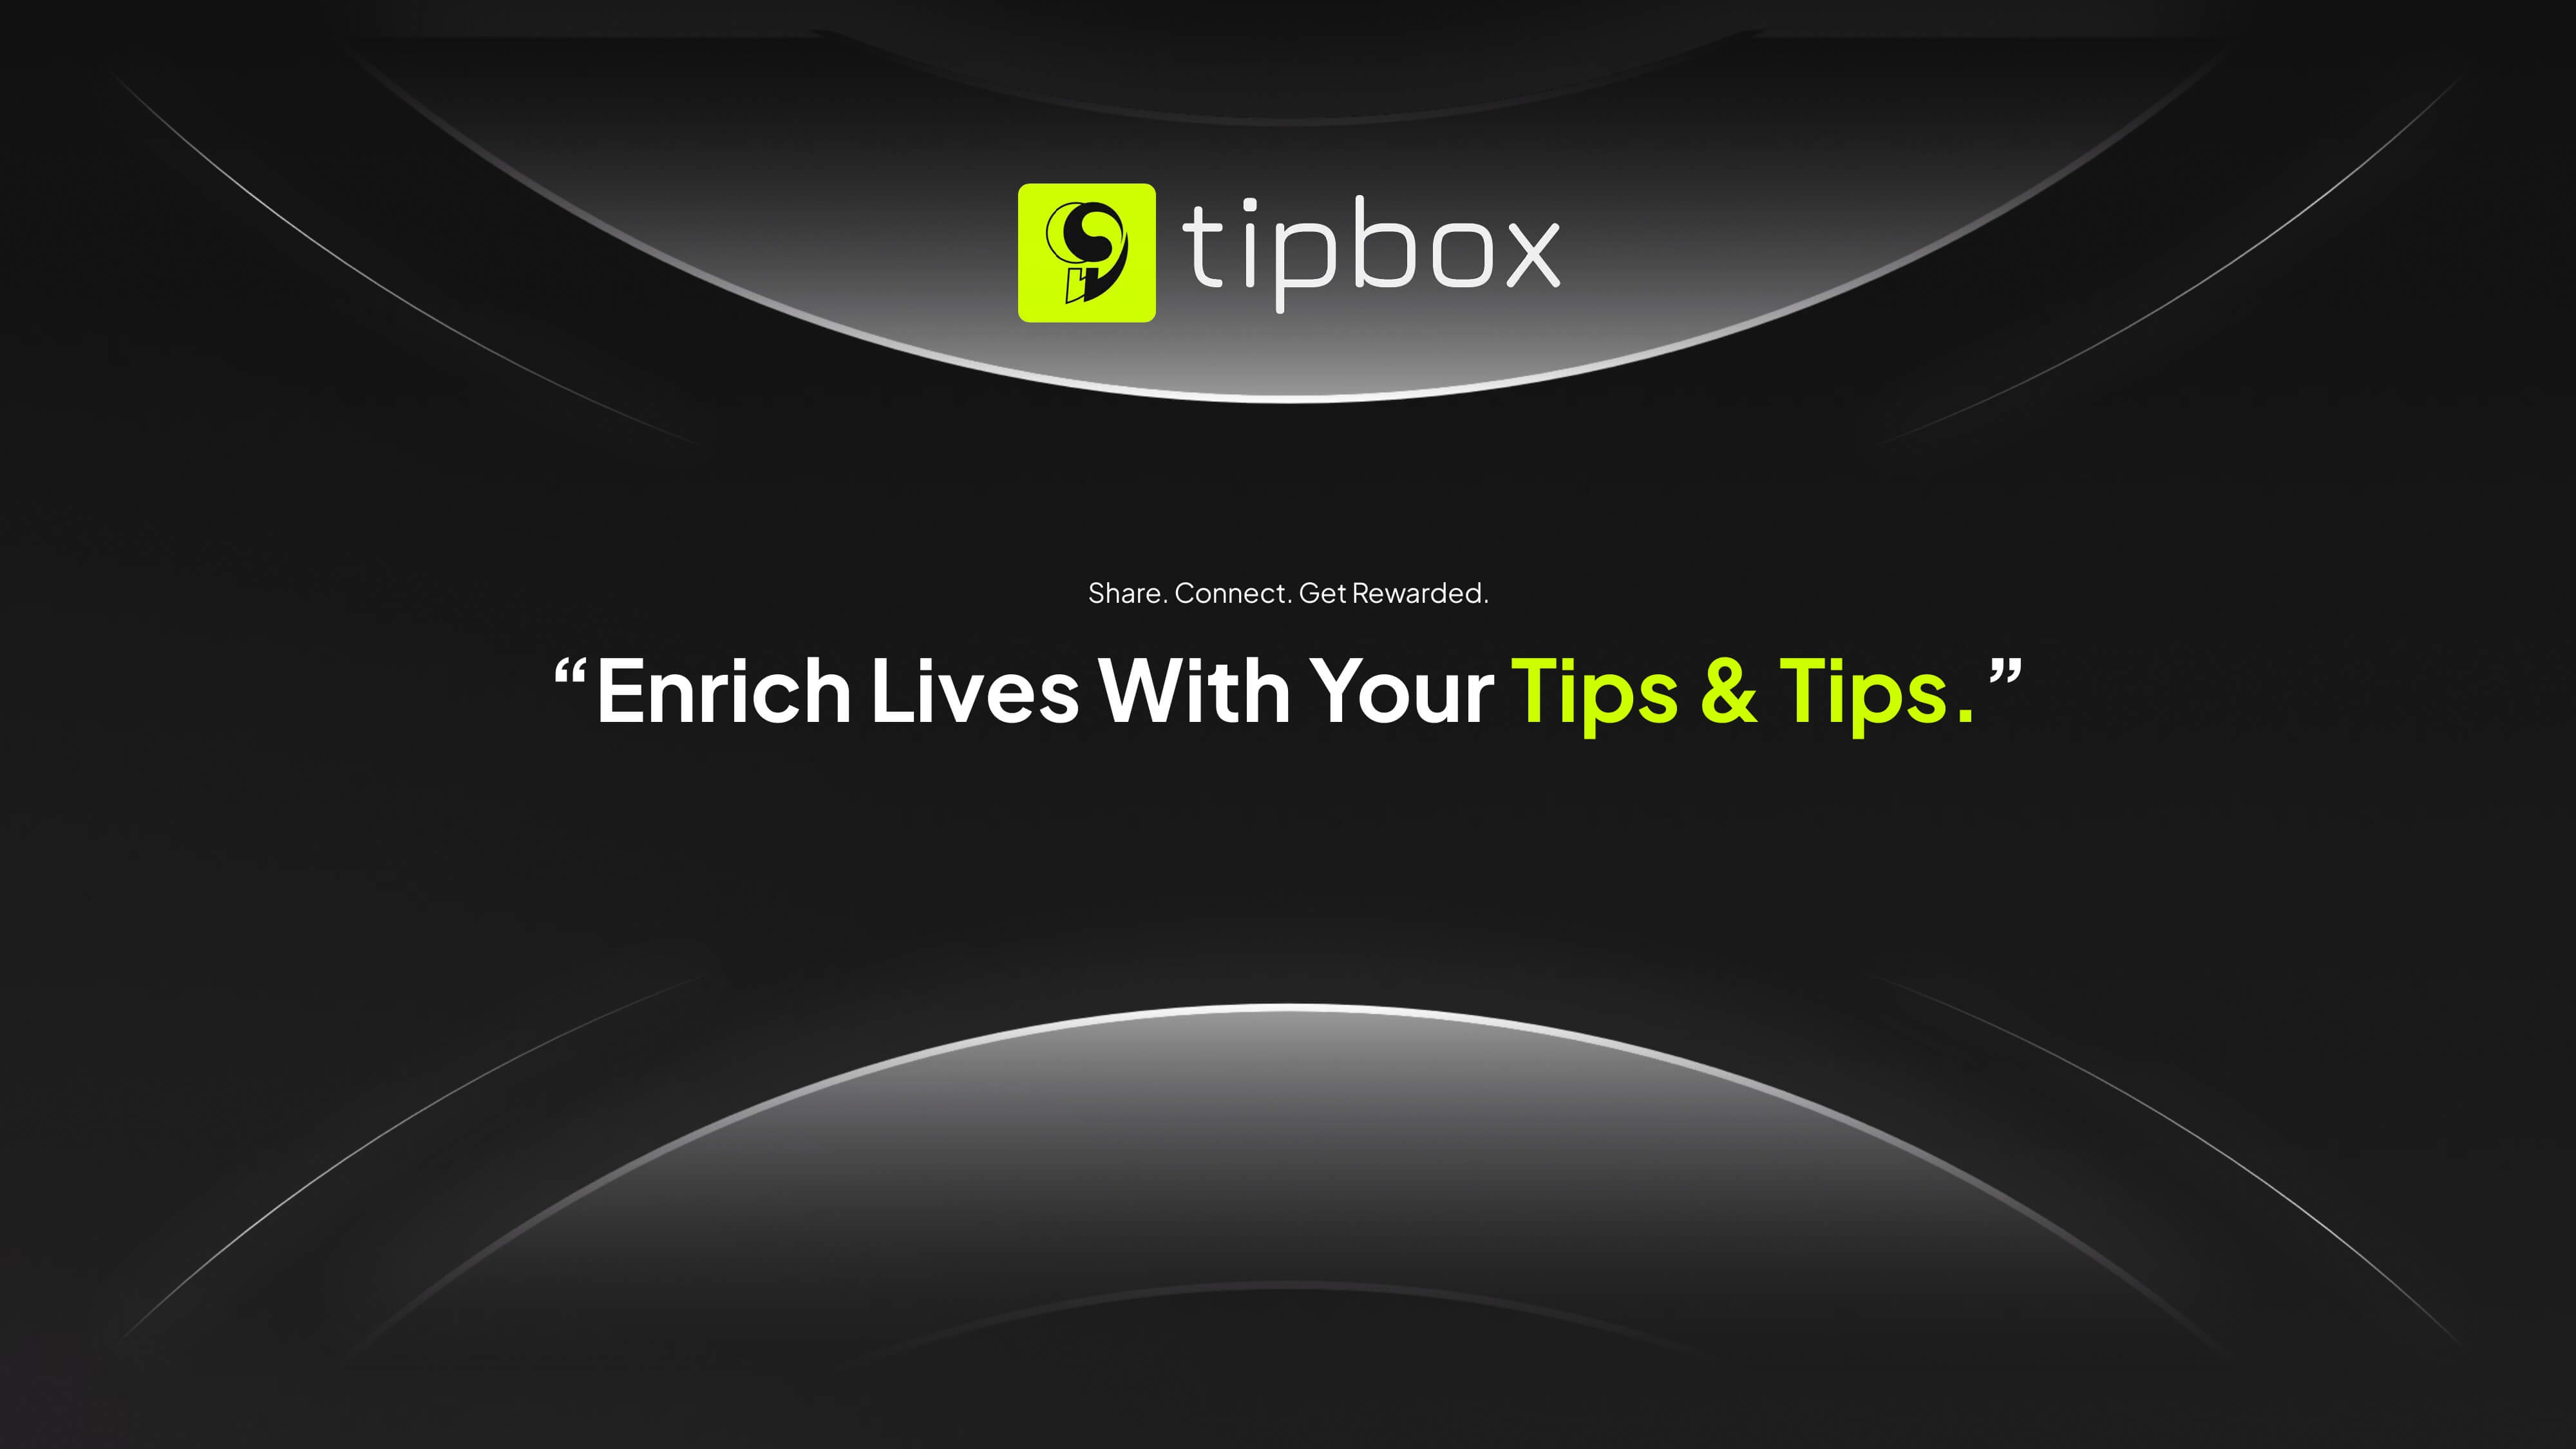 tipbox
Share. Connect. Get Rewarded.
“Enrich Lives With Your Tips & Tips.”